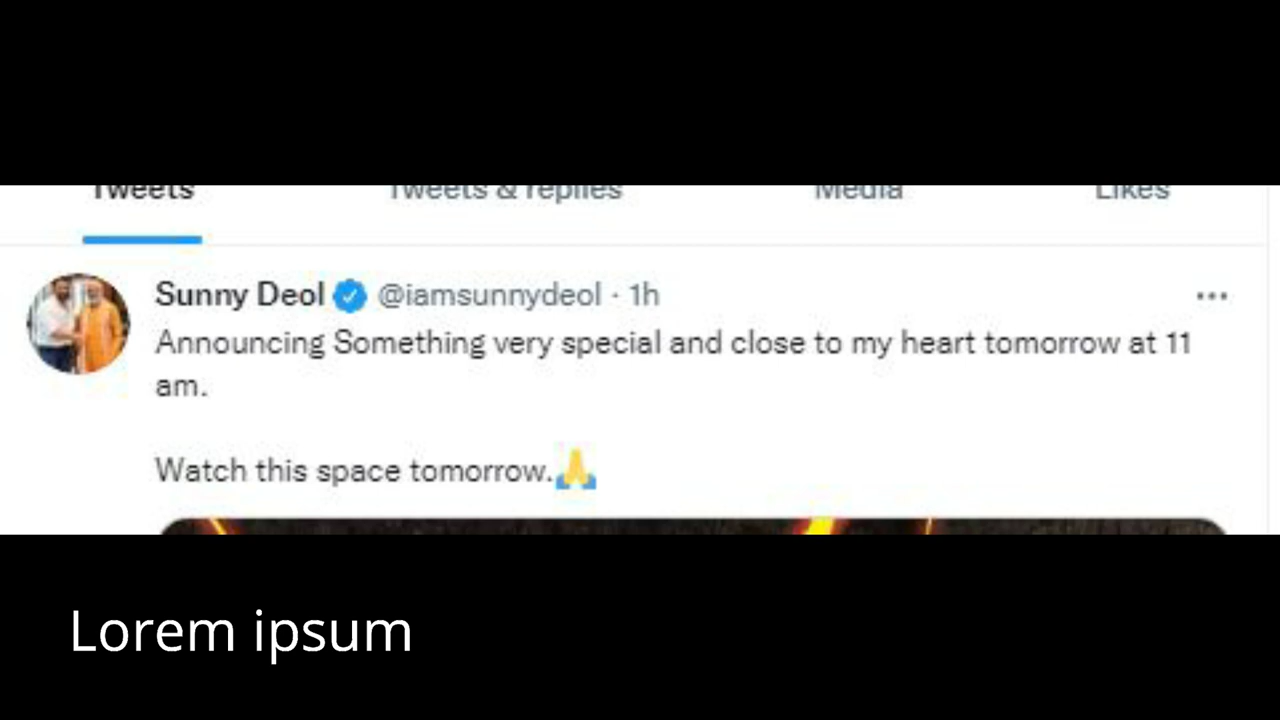 Tweets Tweets & replies Media Likes
Sunny Deol @iamsunnydeol · 1h
Announcing Something very special and close to my heart tomorrow at 11
am.
Watch this space tomorrow.🙏
Lorem ipsum